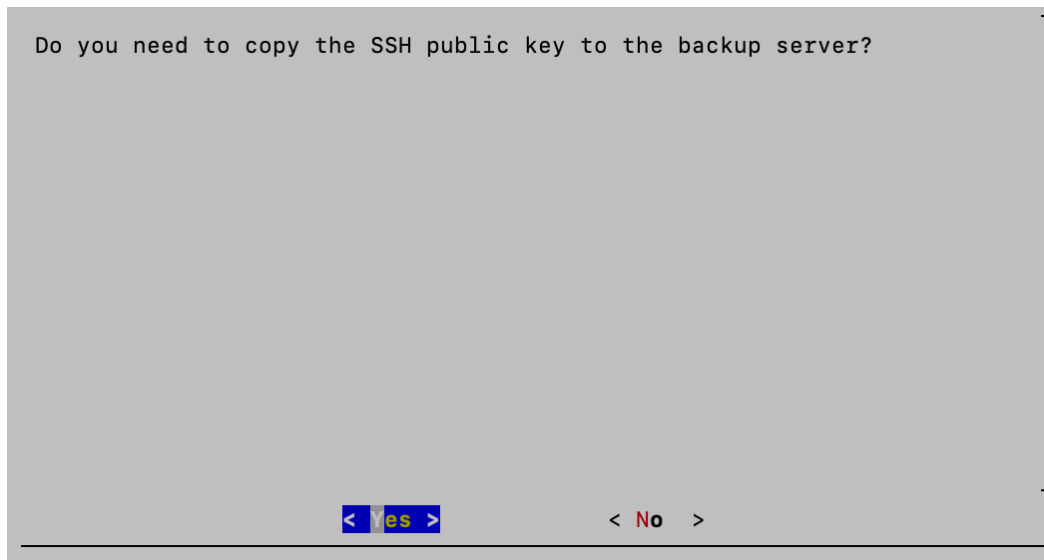 Do you need to copy the SSH public key to the backup server?
< Yes > < No >